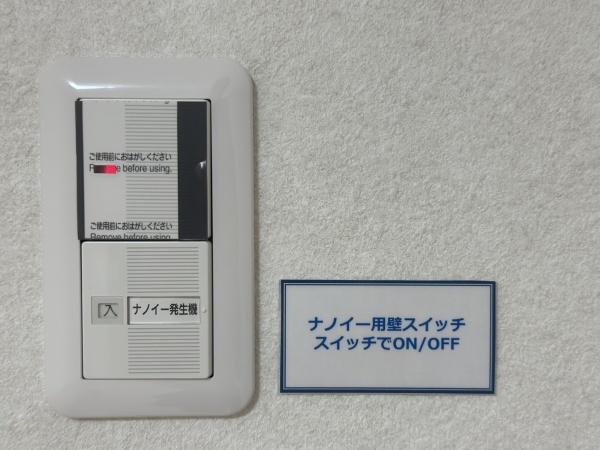 ご使用前におはがしください
Remove before using.
ご使用前におはがしください
Remove before using.
入
ナノイー発生機
ナノイー用壁スイッチ
スイッチでON/OFF